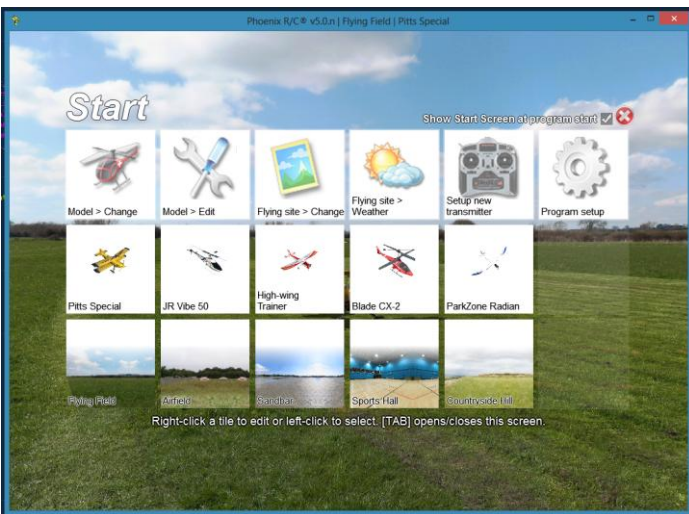 Phoenix R/C® v5.0.n | Flying Field | Pitts Special
Start
Show Start Screen at program start
Model > Change
Model > Edit
Flying site > Change
Flying site >
Weather
Setup new
transmitter
Program setup
Pitts Special
JR Vibe 50
High-wing
Trainer
Blade CX-2
ParkZone Radian
Flying Field
Airfield
Sandbar
Sports Hall
Countryside Hill
Right-click a tile to edit or left-click to select. [TAB] opens/closes this screen.